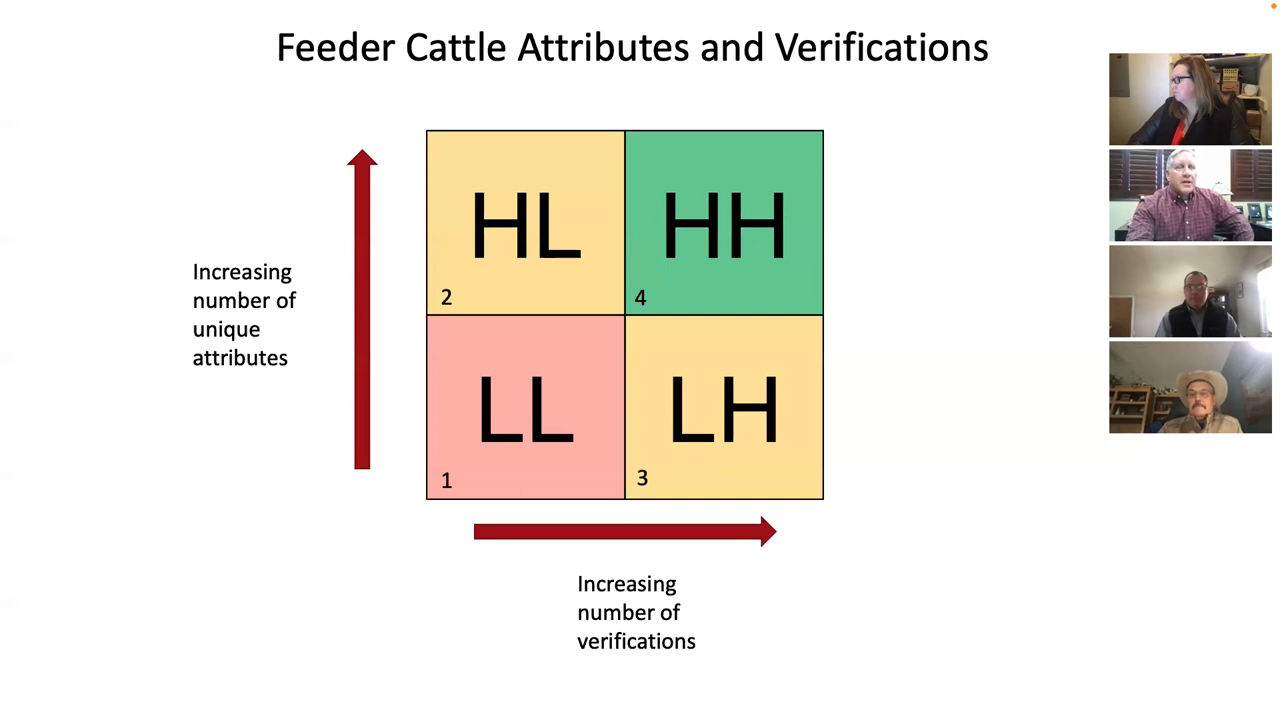 Feeder Cattle Attributes and Verifications
HL
HH
2
4
Increasing
number of
unique
attributes
LL
LH
1
3
Increasing
number of
verifications